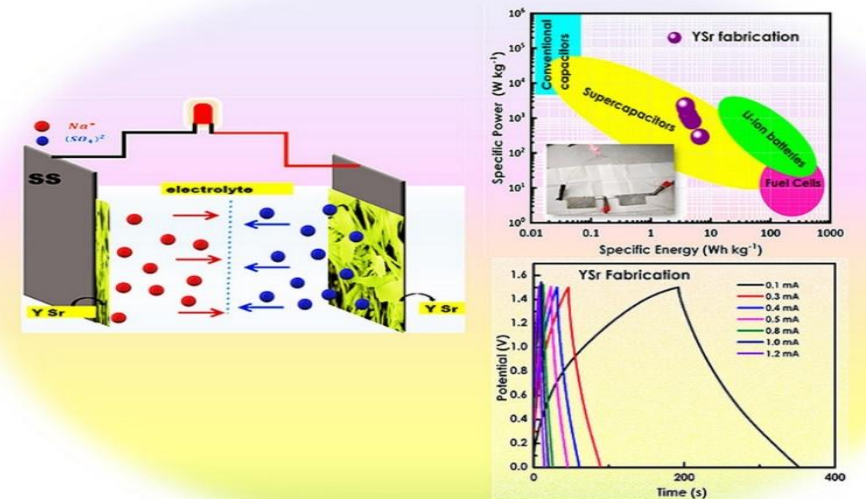 Na⁺
(SO₄)²
SS
electrolyte
Y Sr
Y Sr
10⁶
10⁵
10⁴
10³
10²
10¹
10⁰
Specific Power (W kg⁻¹)
Conventional
capacitors
YSr fabrication
Supercapacitors
Li-ion batteries
Fuel Cells
0.01
0.1
1
10
100
1000
Specific Energy (Wh kg⁻¹)
YSr Fabrication
1.6
1.4
1.2
1.0
0.8
0.6
0.4
0.2
0.0
Potential (V)
0.1 mA
0.3 mA
0.4 mA
0.5 mA
0.8 mA
1.0 mA
1.2 mA
0
200
400
Time (s)